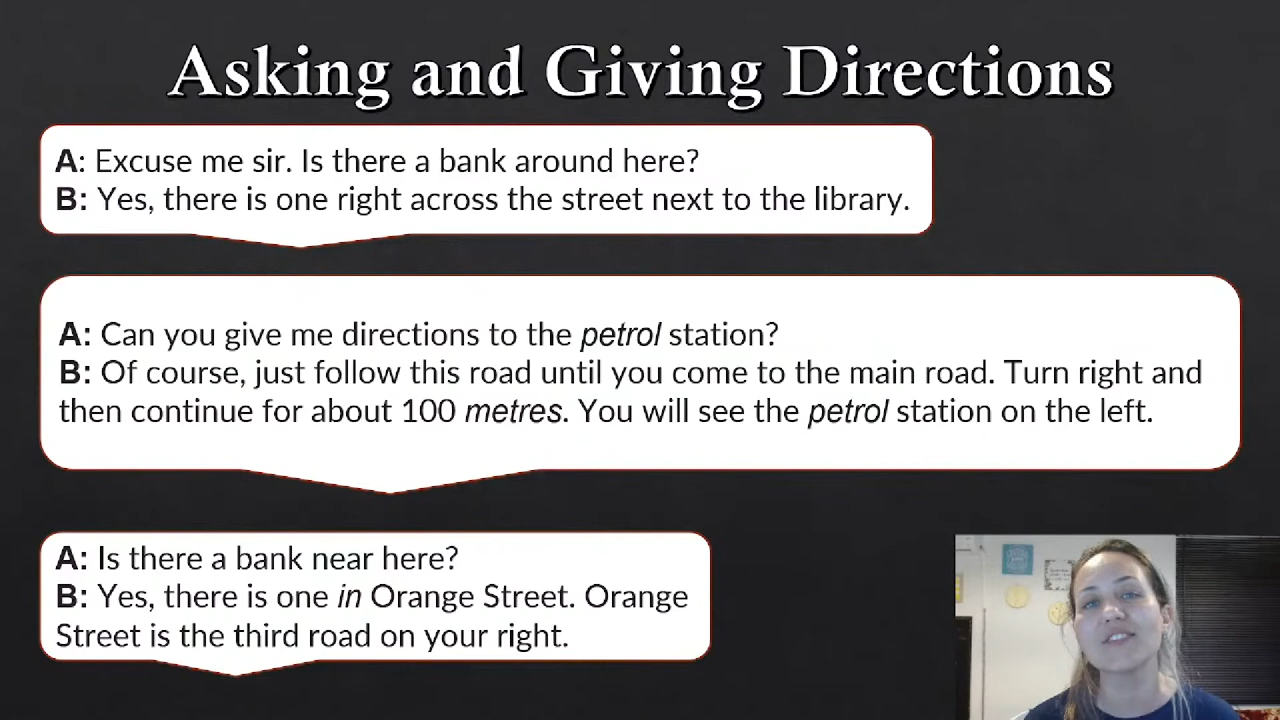 Asking and Giving Directions
A: Excuse me sir. Is there a bank around here?
B: Yes, there is one right across the street next to the library.
A: Can you give me directions to the petrol station?
B: Of course, just follow this road until you come to the main road. Turn right and
then continue for about 100 metres. You will see the petrol station on the left.
A: Is there a bank near here?
B: Yes, there is one in Orange Street. Orange
Street is the third road on your right.